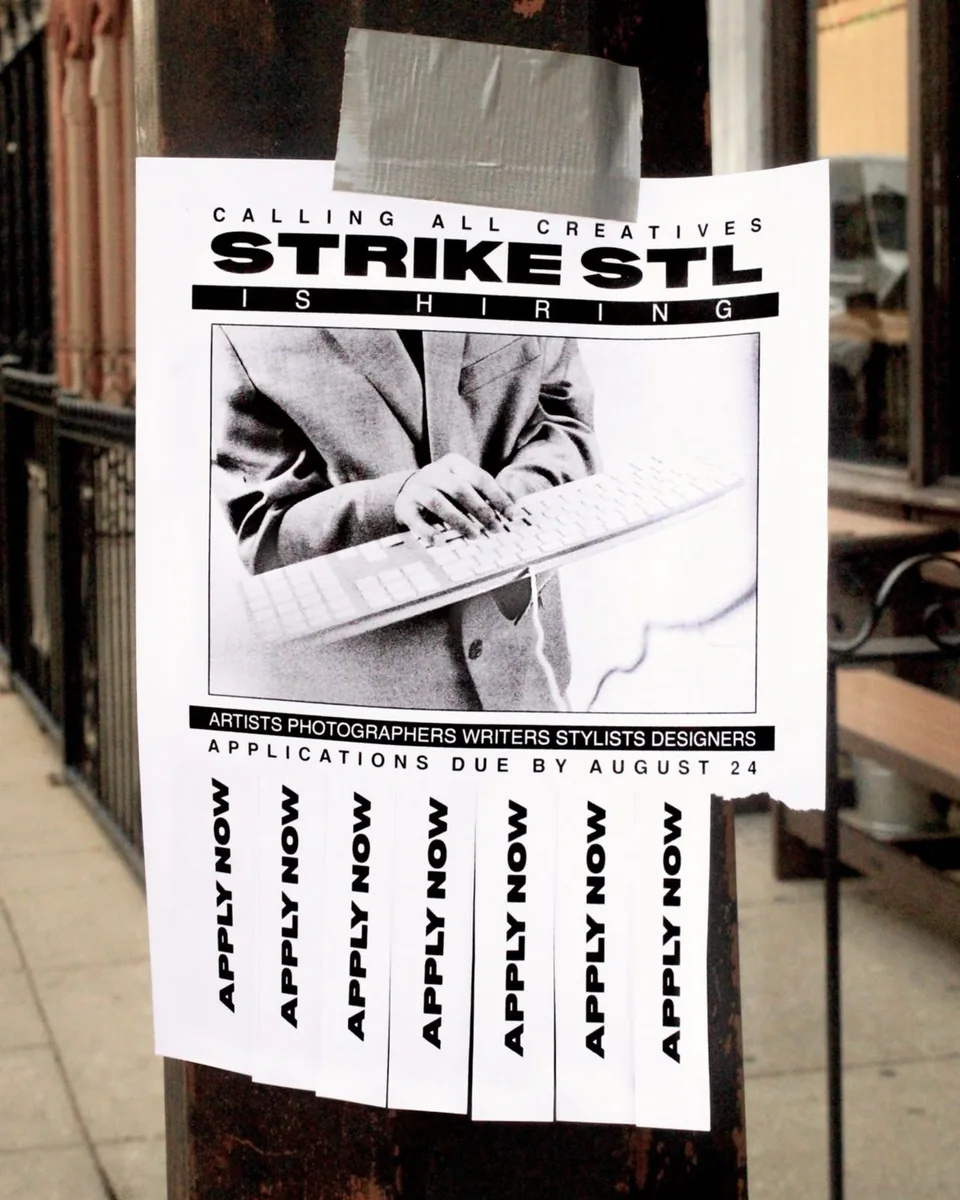 CALLING ALL CREATIVES
STRIKE STL
IS HIRING
ARTISTS PHOTOGRAPHERS WRITERS STYLISTS DESIGNERS
APPLICATIONS DUE BY AUGUST 24
APPLY NOW
APPLY NOW
APPLY NOW
APPLY NOW
APPLY NOW
APPLY NOW
APPLY NOW